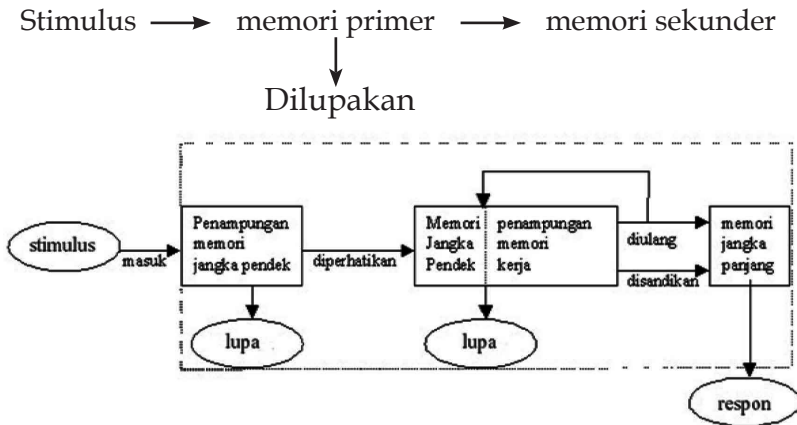 Stimulus → memori primer → memori sekunder
Dilupakan
stimulus
masuk
Penampungan
memori
jangka pendek
diperhatikan
Memori
Jangka
Pendek
penampungan
memori
kerja
diulang
disandikan
memori
jangka
panjang
lupa
lupa
respon